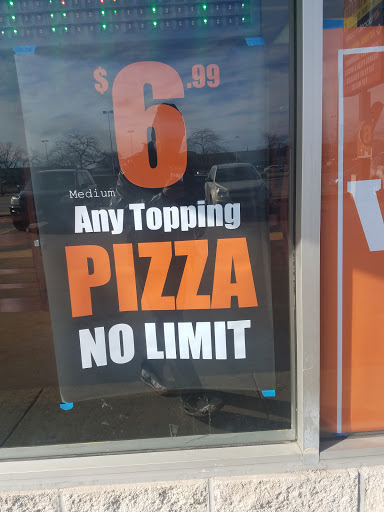 $6.99
Medium
Any Topping
PIZZA
NO LIMIT